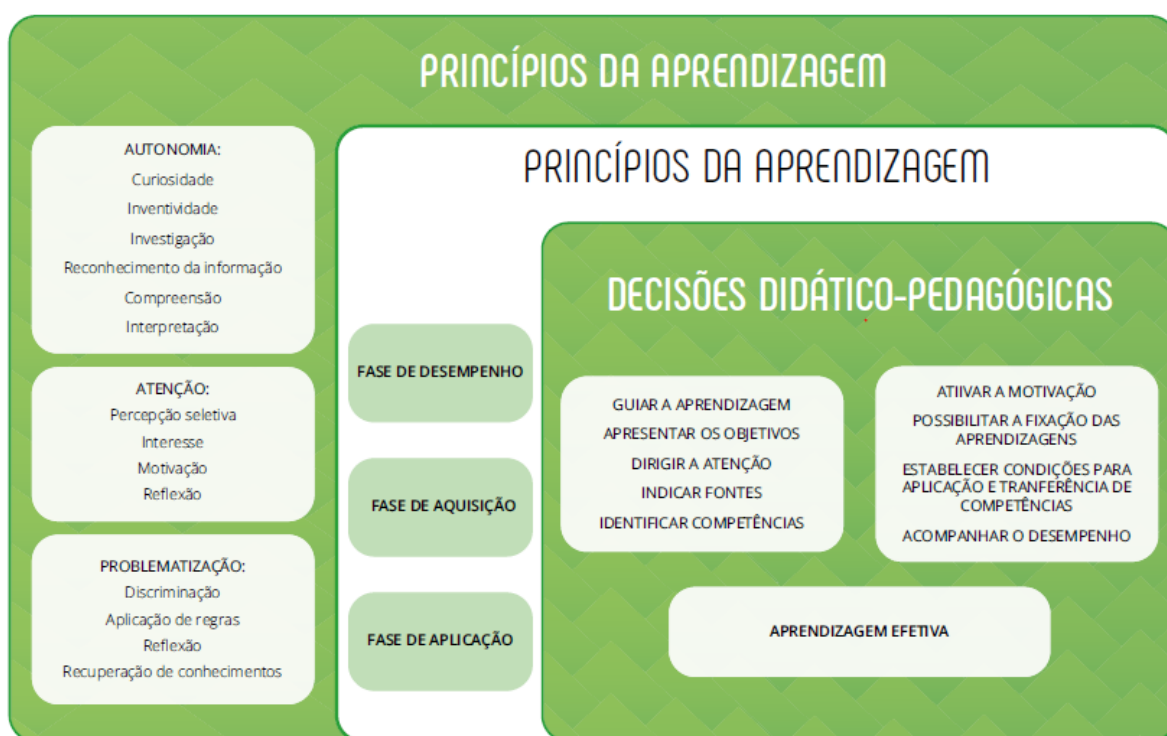 PRINCÍPIOS DA APRENDIZAGEM
AUTONOMIA:
Curiosidade
Inventividade
Investigação
Reconhecimento da informação
Compreensão
Interpretação
ATENÇÃO:
Percepção seletiva
Interesse
Motivação
Reflexão
PROBLEMATIZAÇÃO:
Discriminação
Aplicação de regras
Reflexão
Recuperação de conhecimentos
PRINCÍPIOS DA APRENDIZAGEM
FASE DE DESEMPENHO
FASE DE AQUISIÇÃO
FASE DE APLICAÇÃO
DECISÕES DIDÁTICO-PEDAGÓGICAS
GUIAR A APRENDIZAGEM
APRESENTAR OS OBJETIVOS
DIRIGIR A ATENÇÃO
INDICAR FONTES
IDENTIFICAR COMPETÊNCIAS
ATIIVAR A MOTIVAÇÃO
POSSIBILITAR A FIXAÇÃO DAS
APRENDIZAGENS
ESTABELECER CONDIÇÕES PARA
APLICAÇÃO E TRANFERÊNCIA DE
COMPETÊNCIAS
ACOMPANHAR O DESEMPENHO
APRENDIZAGEM EFETIVA